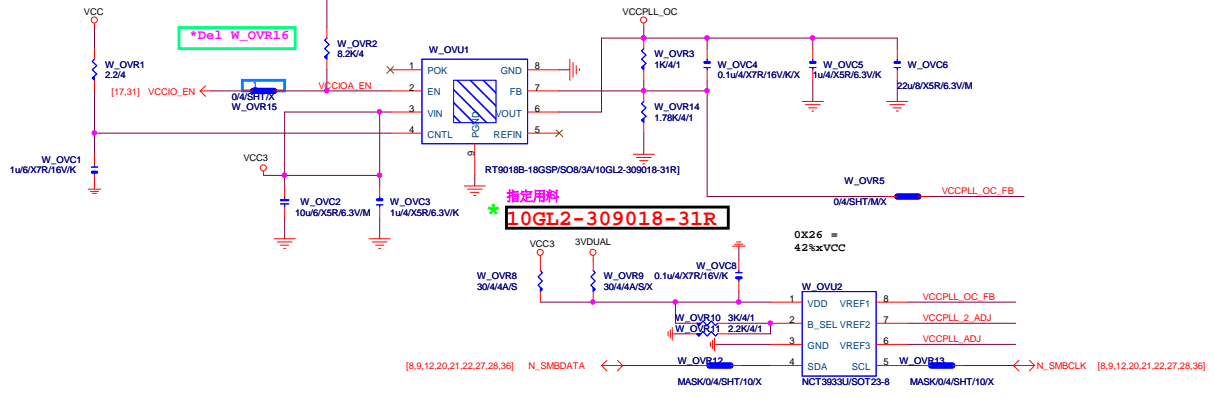 VCC
VCCPLL_OC
*Del W_OVR16
W_OVR1
2.2/4
W_OVR2
8.2K/4
W_OVU1
1 POK GND 8
2 EN FB 7
3 VIN VOUT 6
4 CNTL REFIN 5
PGND
9
W_OVR3
1K/4/1
W_OVC4
0.1u/4/X7R/16V/K/X
W_OVC5
1u/4/X5R/6.3V/K
W_OVC6
22u/8/X5R/6.3V/M
[17,31] VCCIO_EN
VCCIOA_EN
0/4/SHT/X
W_OVR15
W_OVR14
1.78K/4/1
W_OVC1
1u/6/X7R/16V/K
VCC3
RT9018B-18GSP/SO8/3A/10GL2-309018-31R]
W_OVC2
10u/6/X5R/6.3V/M
W_OVC3
1u/4/X5R/6.3V/K
指定用料
* 10GL2-309018-31R
W_OVR5
0/4/SHT/M/X
VCCPLL_OC_FB
0X26 =
42%xVCC
VCC3
3VDUAL
W_OVR8
30/4/4A/S
W_OVR9
30/4/4A/S/X
W_OVC8
0.1u/4/X7R/16V/K
W_OVU2
1 VDD VREF1 8 VCCPLL_OC_FB
2 B_SEL VREF2 7 VCCPLL_2_ADJ
3 GND VREF3 6 VCCPLL_ADJ
4 SDA SCL 5
W_OVR10 3K/4/1
W_OVR11 2.2K/4/1
[8,9,12,20,21,22,27,28,36] N_SMBDATA
W_OVR12
MASK/0/4/SHT/10/X
NCT3933U/SOT23-8
W_OVR13
MASK/0/4/SHT/10/X
N_SMBCLK [8,9,12,20,21,22,27,28,36]